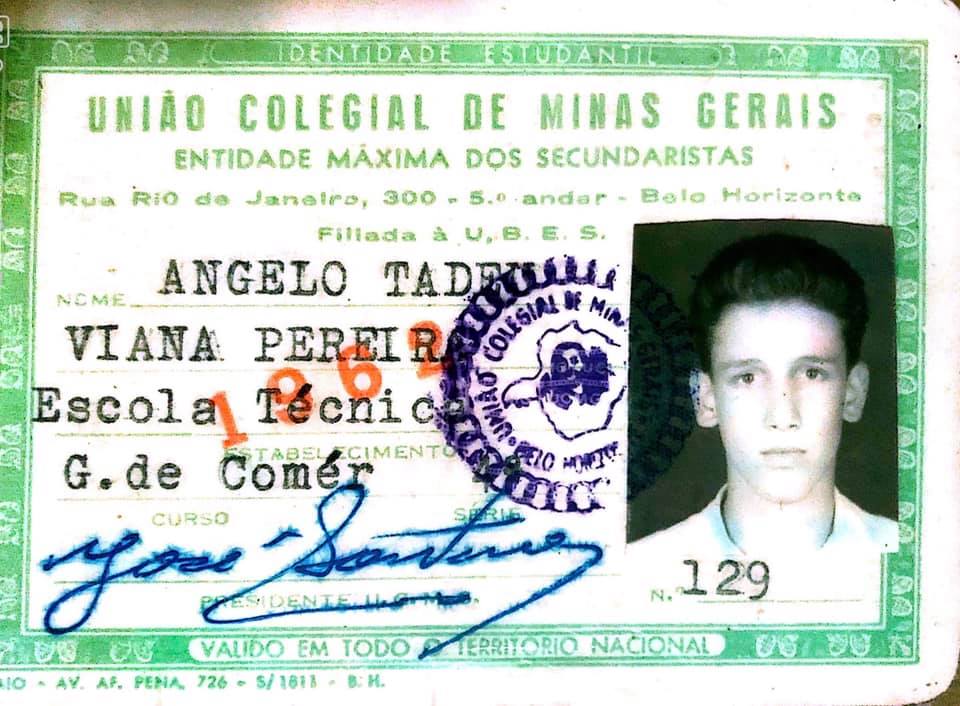 IDENTIDADE ESTUDANTIL
UNIÃO COLEGIAL DE MINAS GERAIS
ENTIDADE MÁXIMA DOS SECUNDARISTAS
Rua Rio de Janeiro, 300 - 5.º andar - Belo Horizonte
Filiada à U.B.E.S.
NOME ANGELO TADEU
VIANA PEREIRA
1962
Escola Técnica
ESTABELECIMENTO
G.de Comér
CURSO SÉRIE
UNIÃO COLEGIAL DE MINAS GERAIS
BELO HORIZONTE
José Santana
PRESIDENTE U.C.M.G.
N.º 129
VALIDO EM TODO O TERRITORIO NACIONAL
AV. AF. PENA, 726 - S/1811 - B.H.